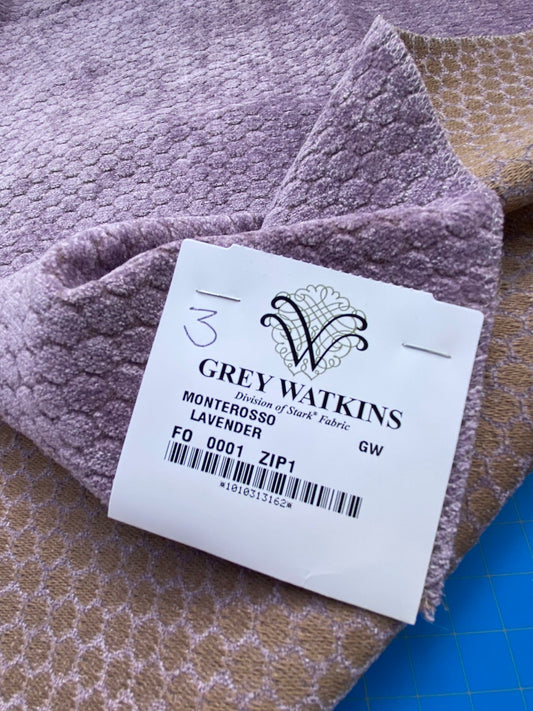 3
W
GREY WATKINS
Division of Stark® Fabric
MONTEROSSO
LAVENDER GW
FO 0001 ZIP1
*1010313162*